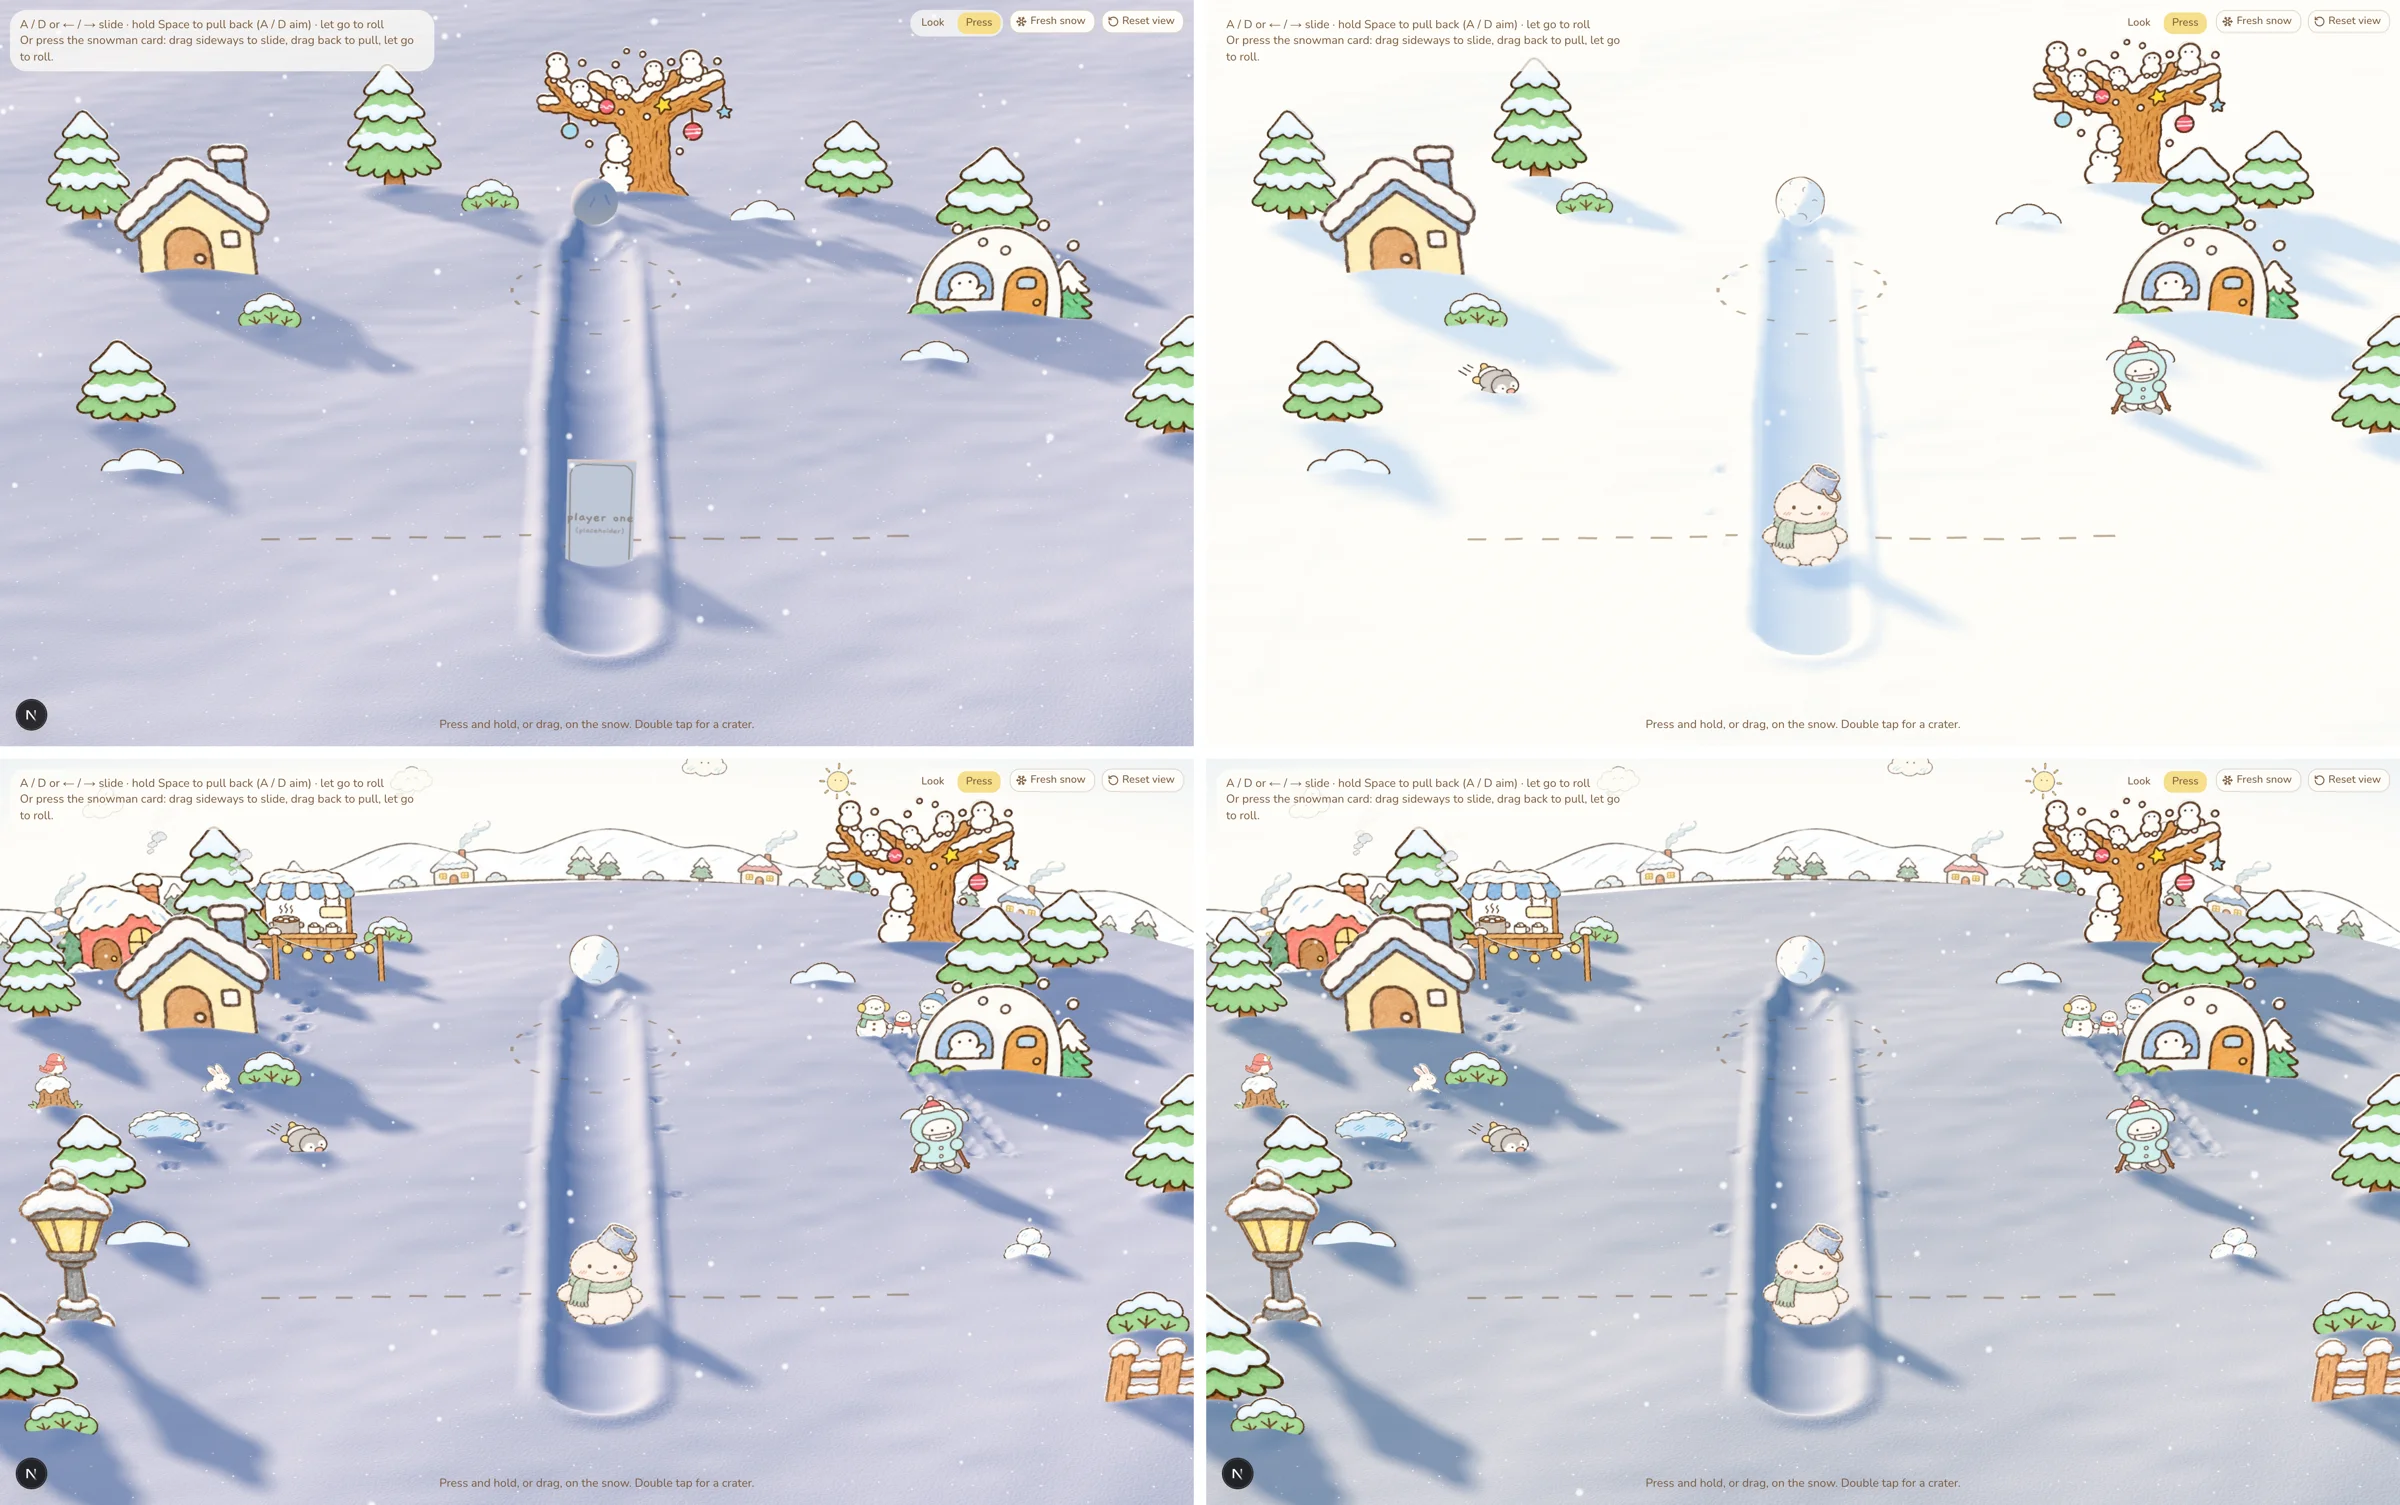 A / D or ← / → slide · hold Space to pull back (A / D aim) · let go to roll
Or press the snowman card: drag sideways to slide, drag back to pull, let go
to roll.
Look
Press
Fresh snow
Reset view
player one
(placeholder)
N
Press and hold, or drag, on the snow. Double tap for a crater.
A / D or ← / → slide · hold Space to pull back (A / D aim) · let go to roll
Or press the snowman card: drag sideways to slide, drag back to pull, let go
to roll.
Look
Press
Fresh snow
Reset view
Press and hold, or drag, on the snow. Double tap for a crater.
A / D or ← / → slide · hold Space to pull back (A / D aim) · let go to roll
Or press the snowman card: drag sideways to slide, drag back to pull, let go
to roll.
Look
Press
Fresh snow
Reset view
N
Press and hold, or drag, on the snow. Double tap for a crater.
A / D or ← / → slide · hold Space to pull back (A / D aim) · let go to roll
Or press the snowman card: drag sideways to slide, drag back to pull, let go
to roll.
Look
Press
Fresh snow
Reset view
N
Press and hold, or drag, on the snow. Double tap for a crater.